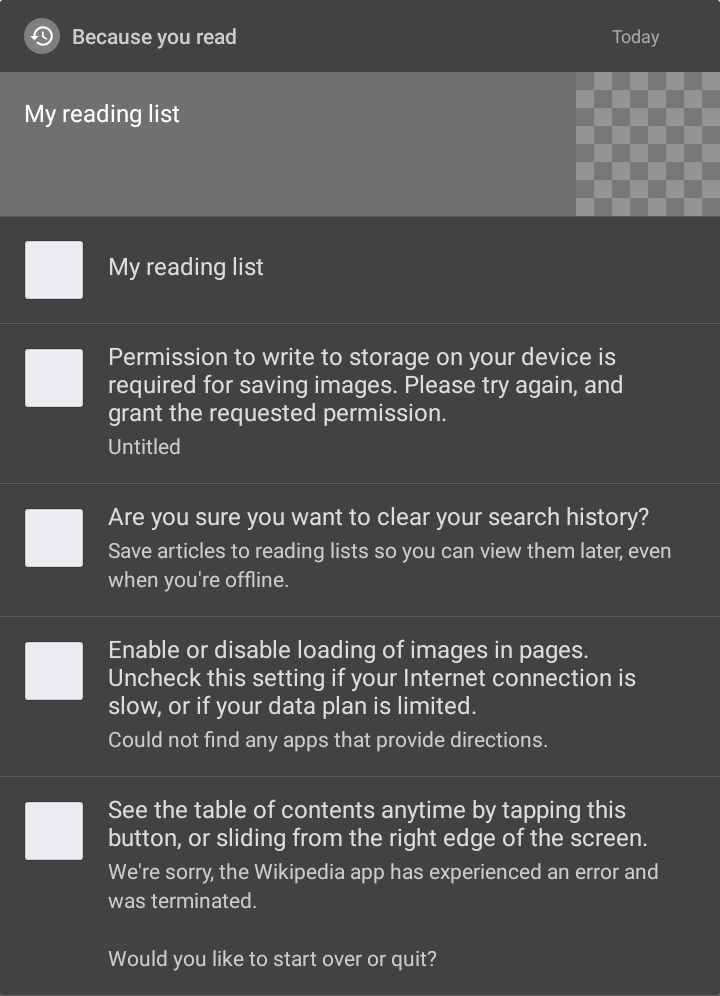 Because you read
Today
My reading list
My reading list
Permission to write to storage on your device is
required for saving images. Please try again, and
grant the requested permission.
Untitled
Are you sure you want to clear your search history?
Save articles to reading lists so you can view them later, even
when you're offline.
Enable or disable loading of images in pages.
Uncheck this setting if your Internet connection is
slow, or if your data plan is limited.
Could not find any apps that provide directions.
See the table of contents anytime by tapping this
button, or sliding from the right edge of the screen.
We're sorry, the Wikipedia app has experienced an error and
was terminated.
Would you like to start over or quit?